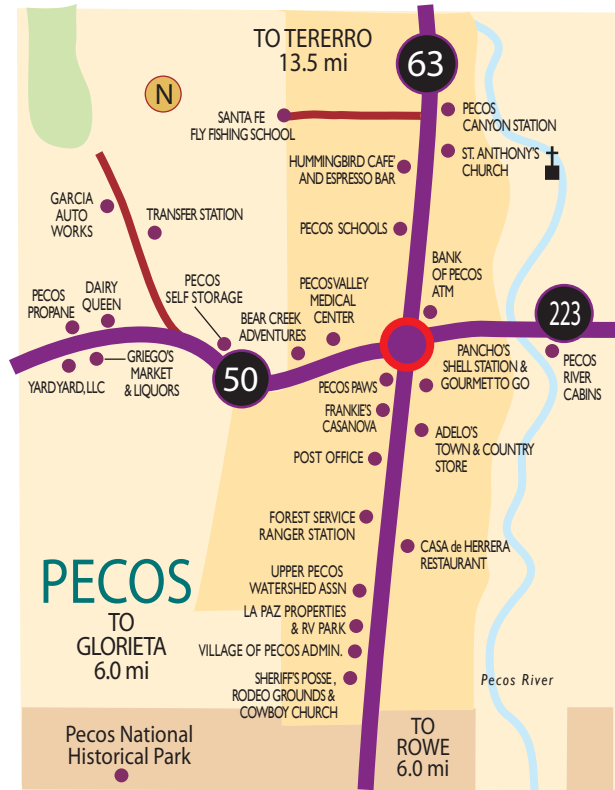 TO TERERRO
13.5 mi
63
N
SANTA FE
FLY FISHING SCHOOL
PECOS
CANYON STATION
HUMMINGBIRD CAFE'
AND ESPRESSO BAR
ST. ANTHONY'S
CHURCH
GARCIA
AUTO
WORKS
TRANSFER STATION
PECOS SCHOOLS
BANK
OF PECOS
ATM
PECOS
PROPANE
DAIRY
QUEEN
PECOS
SELF STORAGE
BEAR CREEK
ADVENTURES
PECOS VALLEY
MEDICAL
CENTER
223
YARDYARD, LLC
GRIEGO'S
MARKET
& LIQUORS
50
PECOS PAWS
PANCHO'S
SHELL STATION &
GOURMET TO GO
PECOS
RIVER
CABINS
FRANKIE'S
CASANOVA
ADELO'S
TOWN & COUNTRY
STORE
POST OFFICE
FOREST SERVICE
RANGER STATION
CASA de HERRERA
RESTAURANT
PECOS
TO
GLORIETA
6.0 mi
UPPER PECOS
WATERSHED ASSN
LA PAZ PROPERTIES
& RV PARK
VILLAGE OF PECOS ADMIN.
SHERIFF'S POSSE,
RODEO GROUNDS &
COWBOY CHURCH
Pecos River
Pecos National
Historical Park
TO
ROWE
6.0 mi